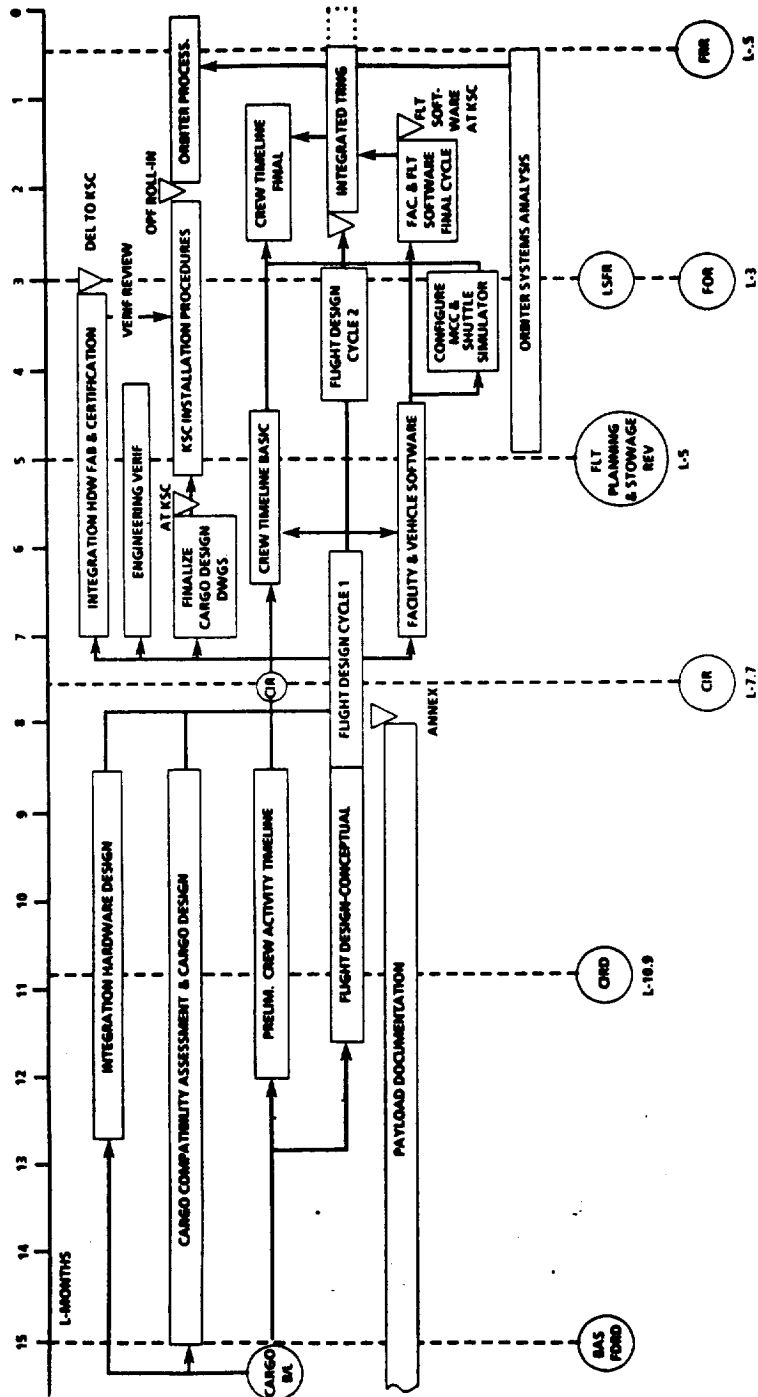 L-MONTHS
15
14
13
12
11
10
9
8
7
6
5
4
3
2
1
0
CARGO
B/L
INTEGRATION HARDWARE DESIGN
CARGO COMPATIBILITY ASSESSMENT & CARGO DESIGN
PRELIM. CREW ACTIVITY TIMELINE
FLIGHT DESIGN-CONCEPTUAL
FLIGHT DESIGN CYCLE 1
PAYLOAD DOCUMENTATION
ANNEX
CIR
INTEGRATION HDW FAB & CERTIFICATION
DEL TO KSC
ENGINEERING VERIF
VERIF REVIEW
FINALIZE
CARGO DESIGN
DWGS
AT KSC
KSC INSTALLATION PROCEDURES
OPF ROLL-IN
ORBITER PROCESS.
CREW TIMELINE BASIC
CREW TIMELINE
FINAL
FLIGHT DESIGN
CYCLE 2
INTEGRATED TRNG
FACILITY & VEHICLE SOFTWARE
FAC. & FLT
SOFTWARE
FINAL CYCLE
FLT
SOFT-
WARE
AT KSC
CONFIGURE
MCC &
SHUTTLE
SIMULATOR
ORBITER SYSTEMS ANALYSIS
BAS
L-10.9
CIR
L-7.7
FLT
PLANNING
& STOWAGE
REV
L-5
LSFR
FOR
L-3
FRR
L-.5